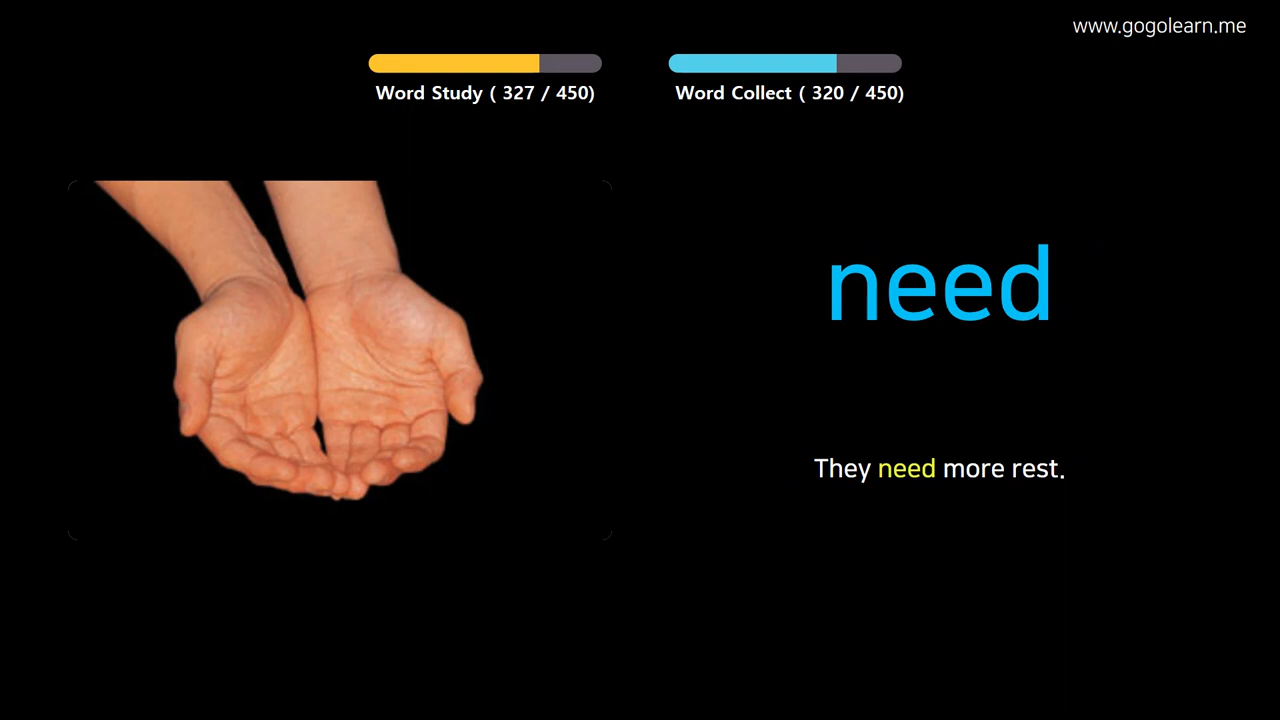 www.gogolearn.me
Word Study ( 327 / 450)
Word Collect ( 320 / 450)
need
They need more rest.